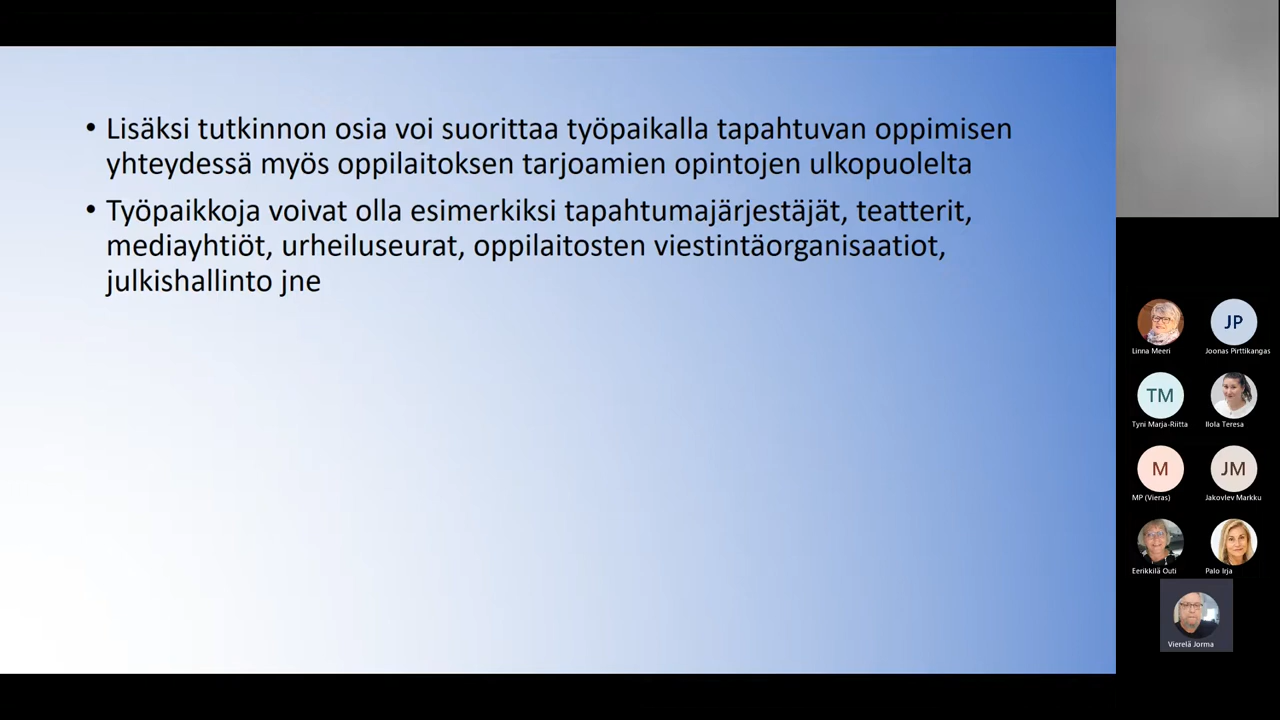 • Lisäksi tutkinnon osia voi suorittaa työpaikalla tapahtuvan oppimisen
yhteydessä myös oppilaitoksen tarjoamien opintojen ulkopuolelta
• Työpaikkoja voivat olla esimerkiksi tapahtumajärjestäjät, teatterit,
mediayhtiöt, urheiluseurat, oppilaitosten viestintäorganisaatiot,
julkishallinto jne
JP
Linna Meeri
Joonas Pirttikangas
TM
Tyni Marja-Riitta
Ilola Teresa
M
JM
MP (Vieras)
Jakovlev Markku
Eerikkilä Outi
Palo Irja
Vierelä Jorma